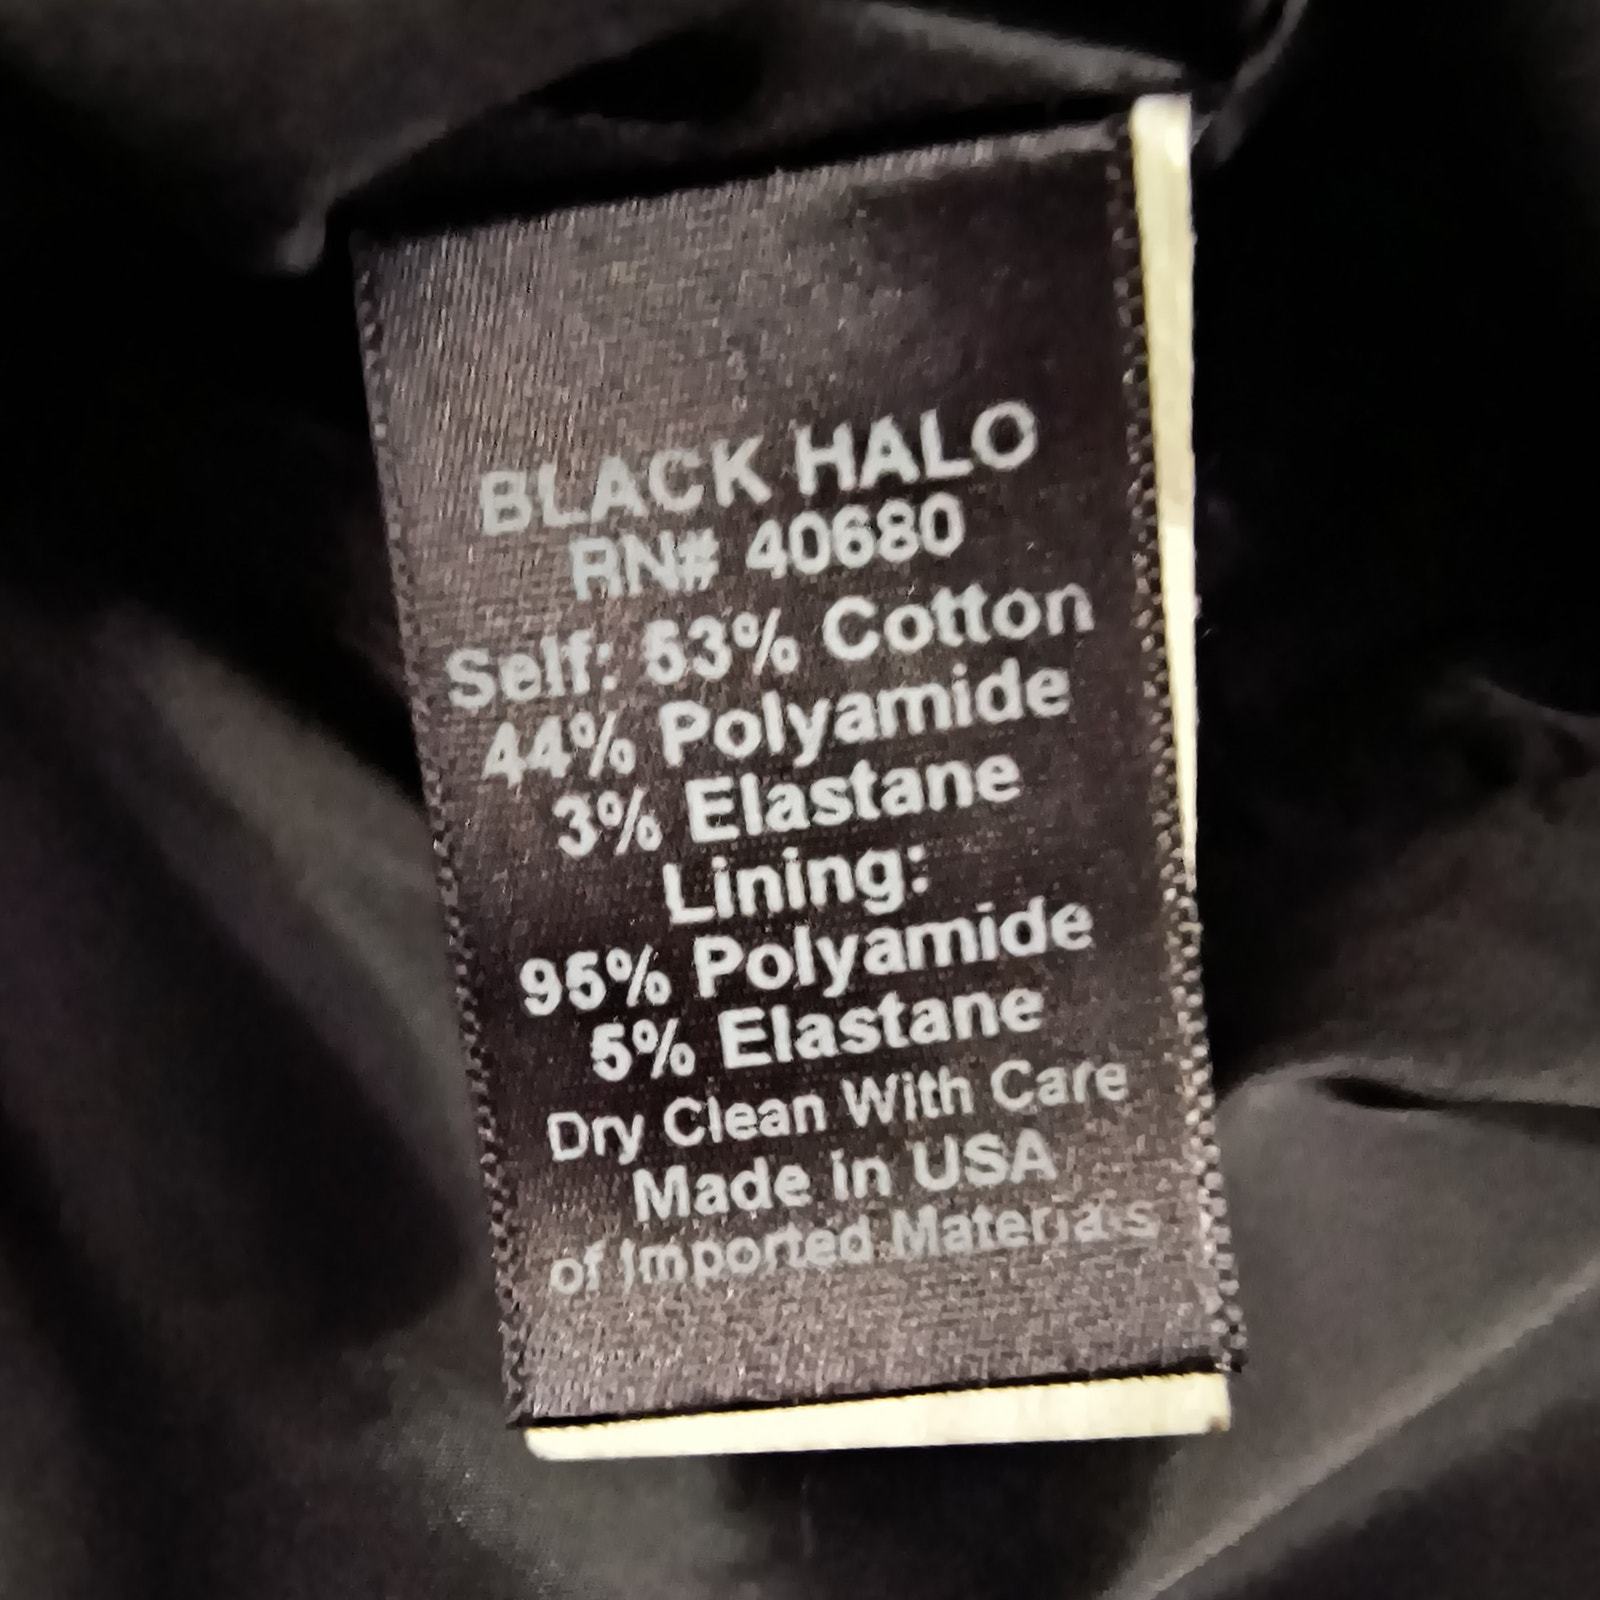 BLACK HALO
RN# 40680
Self: 53% Cotton
44% Polyamide
3% Elastane
Lining:
95% Polyamide
5% Elastane
Dry Clean With Care
Made in USA
of Imported Materials